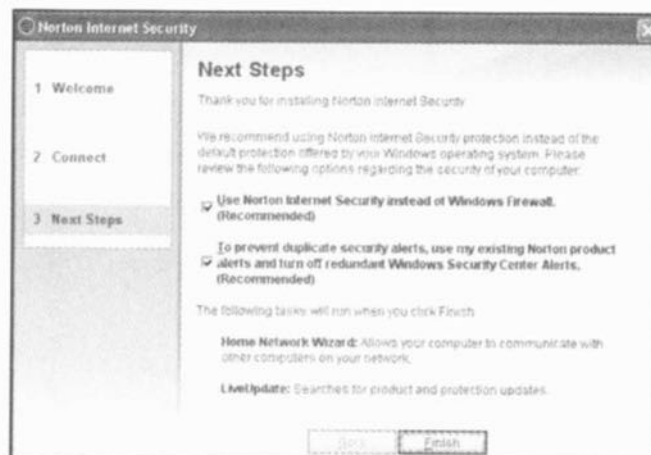 Norton Internet Security
1 Welcome
2 Connect
3 Next Steps
Next Steps
Thank you for installing Norton Internet Security
We recommend using Norton Internet Security protection instead of the
default protection offered by your Windows operating system. Please
review the following options regarding the security of your computer:
Use Norton Internet Security instead of Windows Firewall.
(Recommended)
To prevent duplicate security alerts, use my existing Norton product
alerts and turn off redundant Windows Security Center Alerts.
(Recommended)
The following tasks will run when you click Finish
Home Network Wizard: Allows your computer to communicate with
other computers on your network.
LiveUpdate: Searches for product and protection updates.
Back Finish